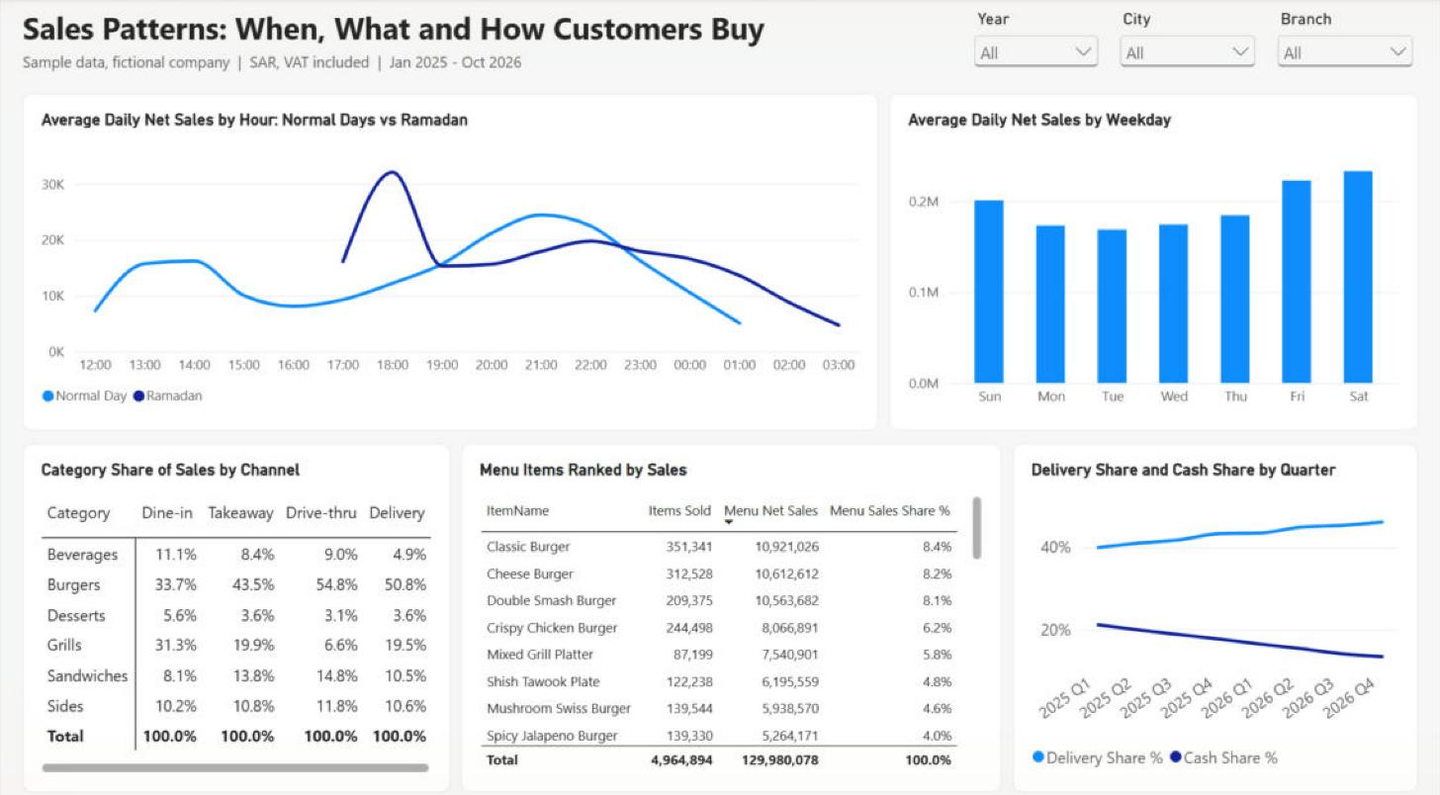 Sales Patterns: When, What and How Customers Buy
Sample data, fictional company | SAR, VAT included | Jan 2025 - Oct 2026
Year City Branch
All All All
Average Daily Net Sales by Hour: Normal Days vs Ramadan
30K
20K
10K
0K
12:00 13:00 14:00 15:00 16:00 17:00 18:00 19:00 20:00 21:00 22:00 23:00 00:00 01:00 02:00 03:00
Normal Day Ramadan
Average Daily Net Sales by Weekday
0.2M
0.1M
0.0M
Sun Mon Tue Wed Thu Fri Sat
Category Share of Sales by Channel
Category Dine-in Takeaway Drive-thru Delivery
Beverages 11.1% 8.4% 9.0% 4.9%
Burgers 33.7% 43.5% 54.8% 50.8%
Desserts 5.6% 3.6% 3.1% 3.6%
Grills 31.3% 19.9% 6.6% 19.5%
Sandwiches 8.1% 13.8% 14.8% 10.5%
Sides 10.2% 10.8% 11.8% 10.6%
Total 100.0% 100.0% 100.0% 100.0%
Menu Items Ranked by Sales
ItemName Items Sold Menu Net Sales Menu Sales Share %
Classic Burger 351,341 10,921,026 8.4%
Cheese Burger 312,528 10,612,612 8.2%
Double Smash Burger 209,375 10,563,682 8.1%
Crispy Chicken Burger 244,498 8,066,891 6.2%
Mixed Grill Platter 87,199 7,540,901 5.8%
Shish Tawook Plate 122,238 6,195,559 4.8%
Mushroom Swiss Burger 139,544 5,938,570 4.6%
Spicy Jalapeno Burger 139,330 5,264,171 4.0%
Total 4,964,894 129,980,078 100.0%
Delivery Share and Cash Share by Quarter
40%
20%
2025 Q1 2025 Q2 2025 Q3 2025 Q4 2026 Q1 2026 Q2 2026 Q3 2026 Q4
Delivery Share % Cash Share %